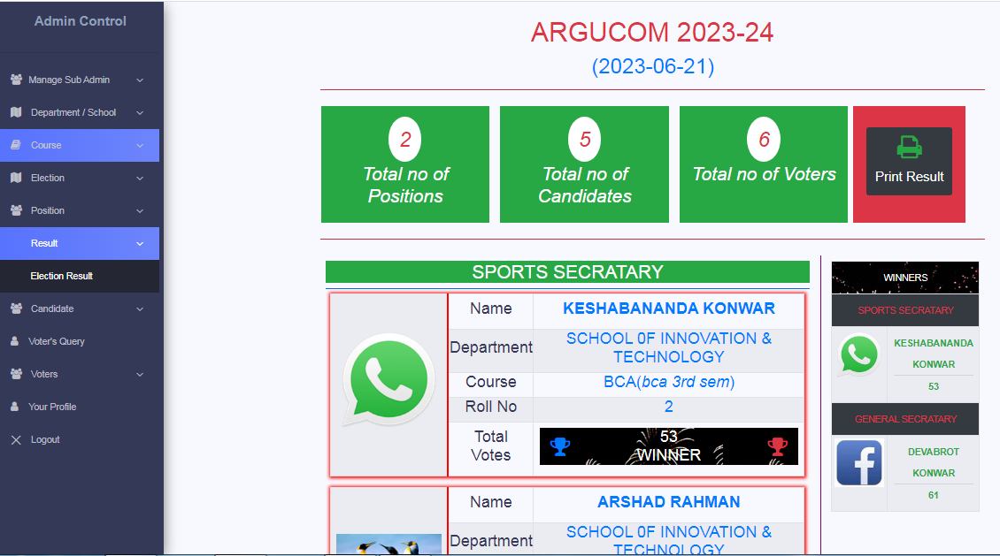 Admin Control
Manage Sub Admin
Department / School
Course
Election
Position
Result
Election Result
Candidate
Voter's Query
Voters
Your Profile
Logout
ARGUCOM 2023-24
(2023-06-21)
2
Total no of
Positions
5
Total no of
Candidates
6
Total no of Voters
Print Result
SPORTS SECRATARY
Name KESHABANANDA KONWAR
Department SCHOOL 0F INNOVATION &
TECHNOLOGY
Course BCA(bca 3rd sem)
Roll No 2
Total
Votes
53
WINNER
Name ARSHAD RAHMAN
Department SCHOOL 0F INNOVATION &
TECHNOLOGY
WINNERS
SPORTS SECRATARY
KESHABANANDA
KONWAR
53
GENERAL SECRATARY
DEVABROT
KONWAR
61